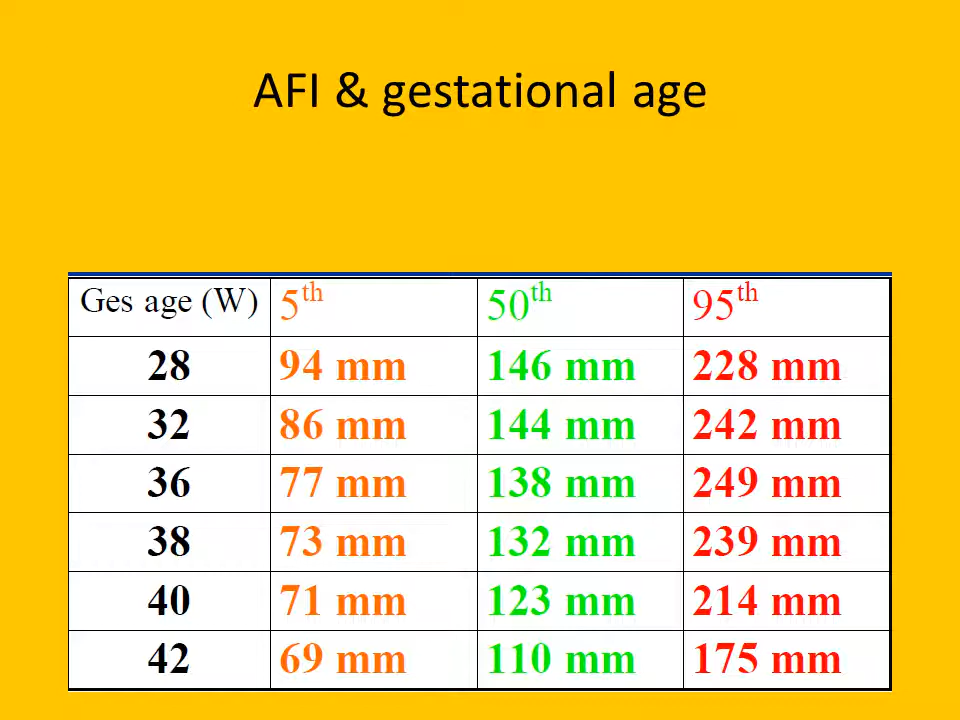 AFI & gestational age
Ges age (W) 5th 50th 95th
28 94 mm 146 mm 228 mm
32 86 mm 144 mm 242 mm
36 77 mm 138 mm 249 mm
38 73 mm 132 mm 239 mm
40 71 mm 123 mm 214 mm
42 69 mm 110 mm 175 mm